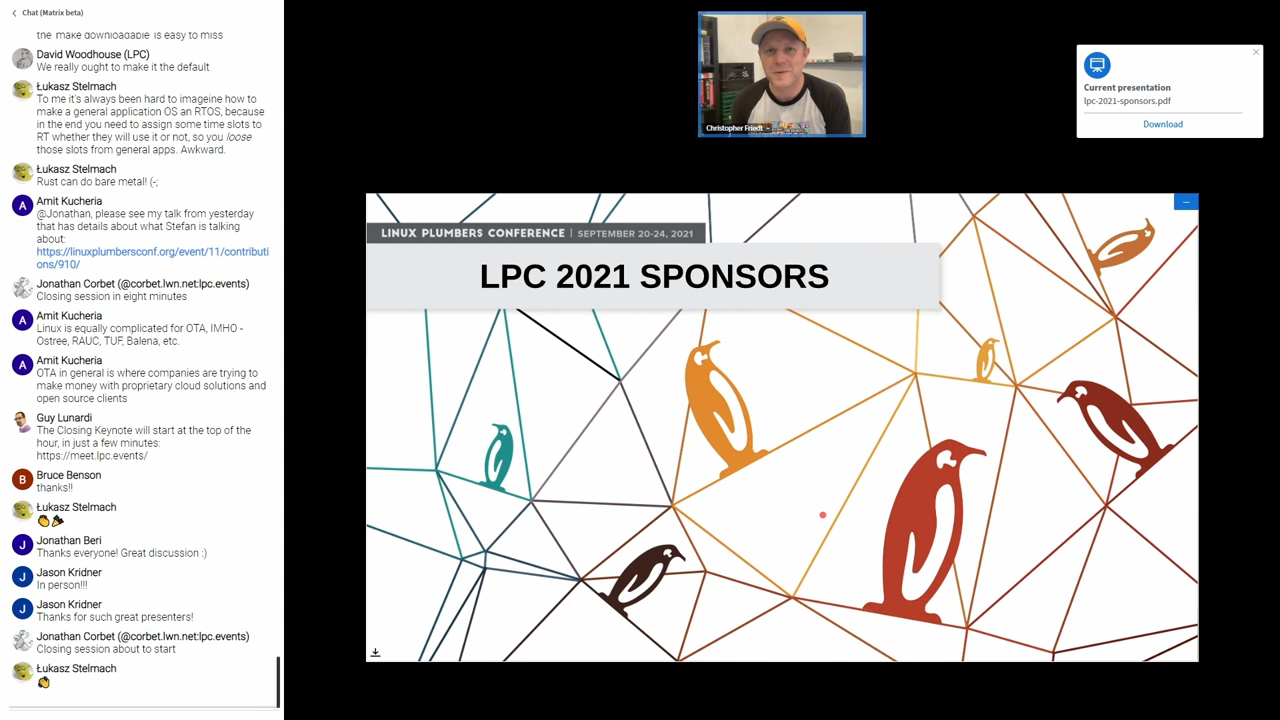 Chat (Matrix beta)
the 'make downloadable' is easy to miss
David Woodhouse (LPC)
We really ought to make it the default
Łukasz Stelmach
To me it's always been hard to imageine how to
make a general application OS an RTOS, because
in the end you need to assign some time slots to
RT whether they will use it or not, so you loose
those slots from general apps. Awkward.
Łukasz Stelmach
Rust can do bare metal! (-;
Amit Kucheria
@Jonathan, please see my talk from yesterday
that has details about what Stefan is talking
about:
https://linuxplumbersconf.org/event/11/contributi
ons/910/
Jonathan Corbet (@corbet.lwn.net:lpc.events)
Closing session in eight minutes
Amit Kucheria
Linux is equally complicated for OTA, IMHO -
Ostree, RAUC, TUF, Balena, etc.
Amit Kucheria
OTA in general is where companies are trying to
make money with proprietary cloud solutions and
open source clients
Guy Lunardi
The Closing Keynote will start at the top of the
hour, in just a few minutes:
https://meet.lpc.events/
B
Bruce Benson
thanks!!
Łukasz Stelmach
J
Jonathan Beri
Thanks everyone! Great discussion :)
J
Jason Kridner
In person!!!
J
Jason Kridner
Thanks for such great presenters!
Jonathan Corbet (@corbet.lwn.net:lpc.events)
Closing session about to start
Łukasz Stelmach
Christopher Friedt
Current presentation
lpc-2021-sponsors.pdf
Download
LINUX PLUMBERS CONFERENCE | SEPTEMBER 20-24, 2021
LPC 2021 SPONSORS